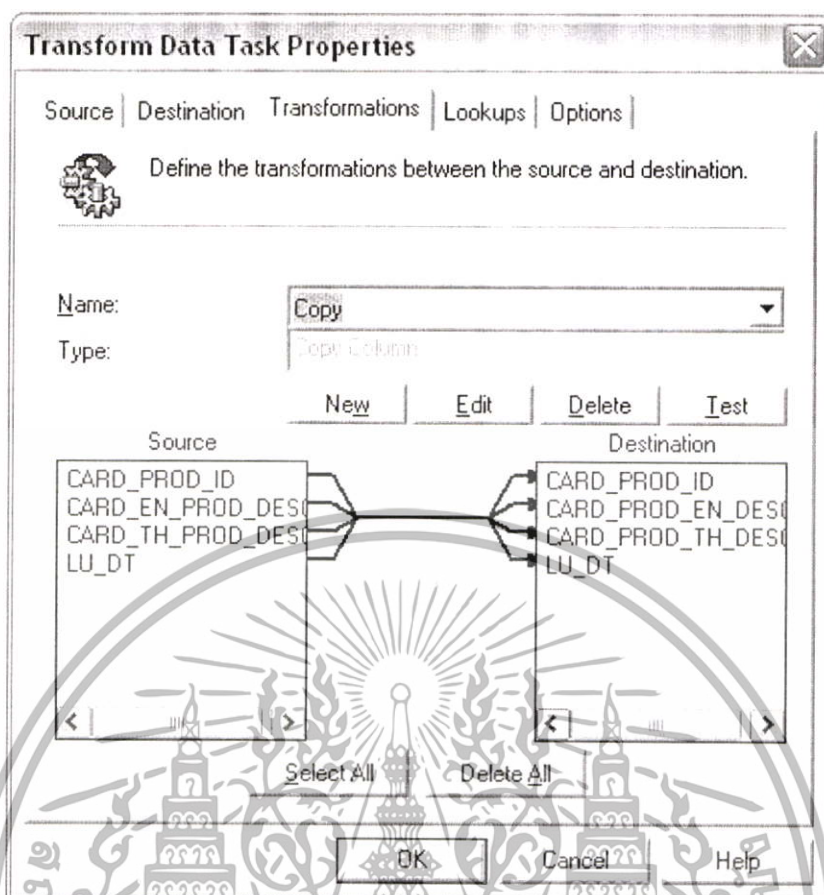 Transform Data Task Properties
Source Destination Transformations Lookups Options
Define the transformations between the source and destination.
Name: Copy
Type: Copy Column
New Edit Delete Test
Source Destination
CARD_PROD_ID CARD_PROD_ID
CARD_EN_PROD_DESC CARD_PROD_EN_DESC
CARD_TH_PROD_DESC CARD_PROD_TH_DESC
LU_DT LU_DT
Select All Delete All
OK Cancel Help